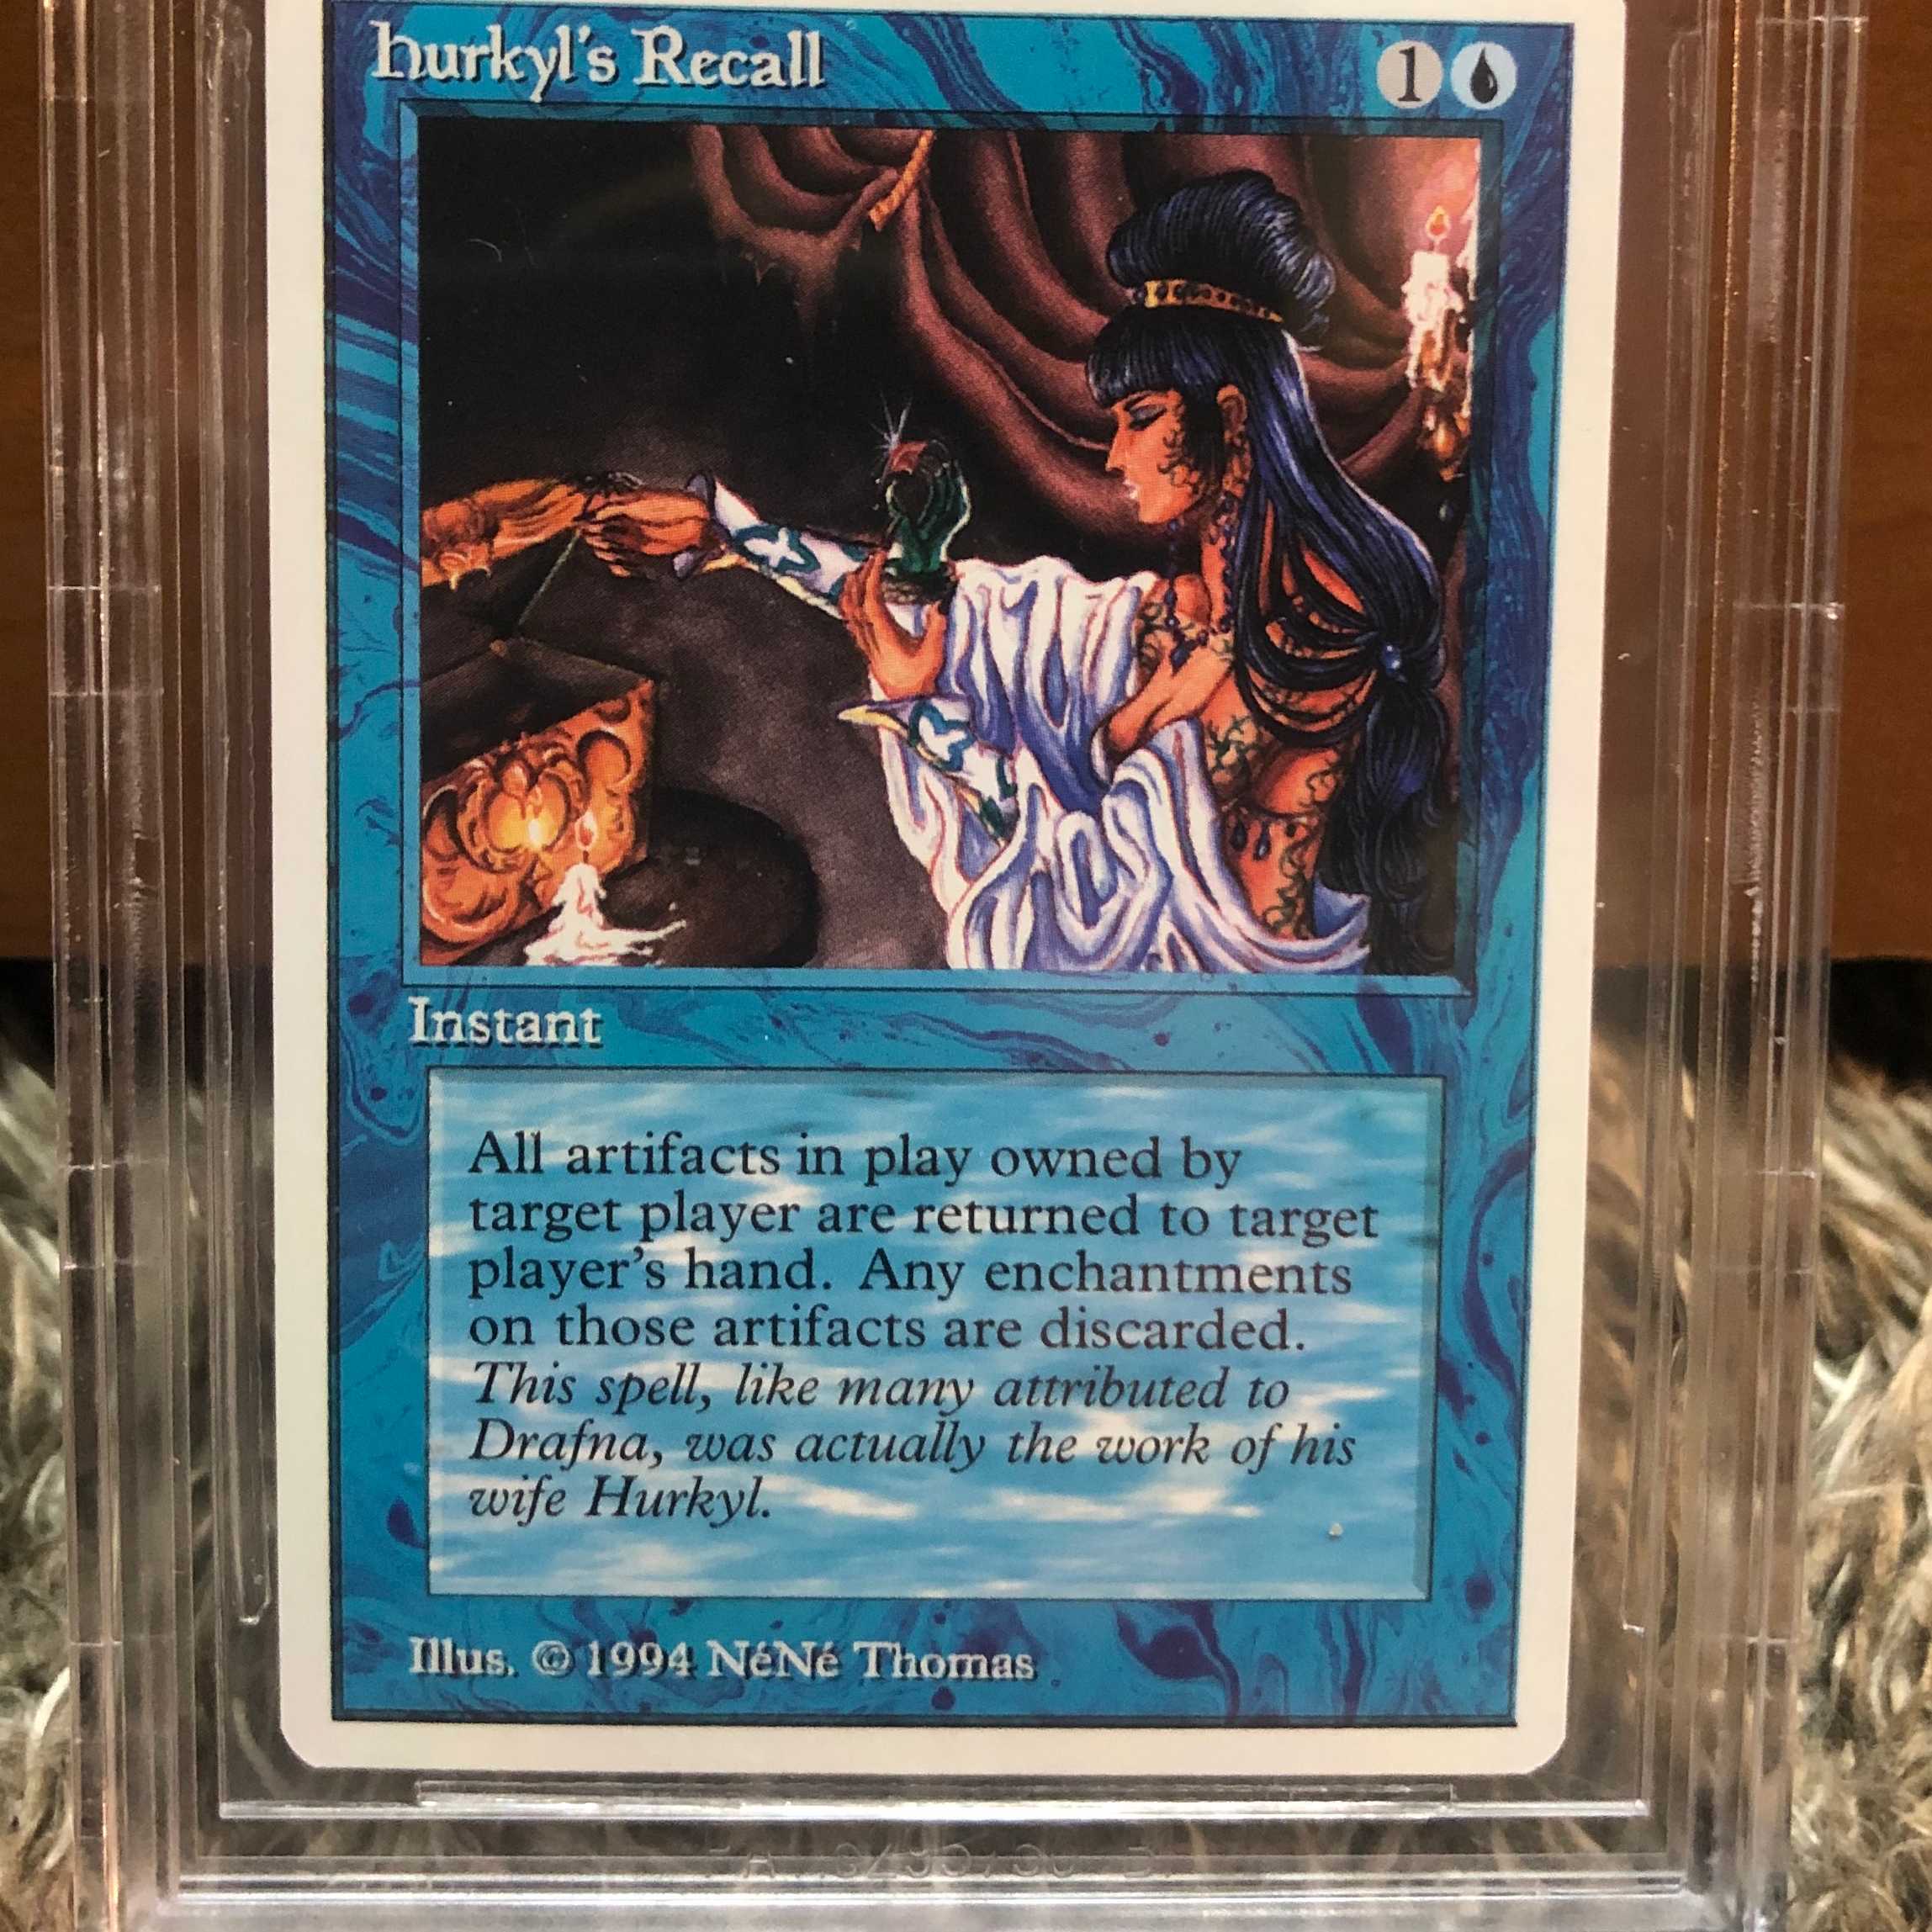 Hurkyl's Recall 1
Instant
All artifacts in play owned by
target player are returned to target
player's hand. Any enchantments
on those artifacts are discarded.
This spell, like many attributed to
Drafna, was actually the work of his
wife Hurkyl.
Illus. © 1994 NéNé Thomas